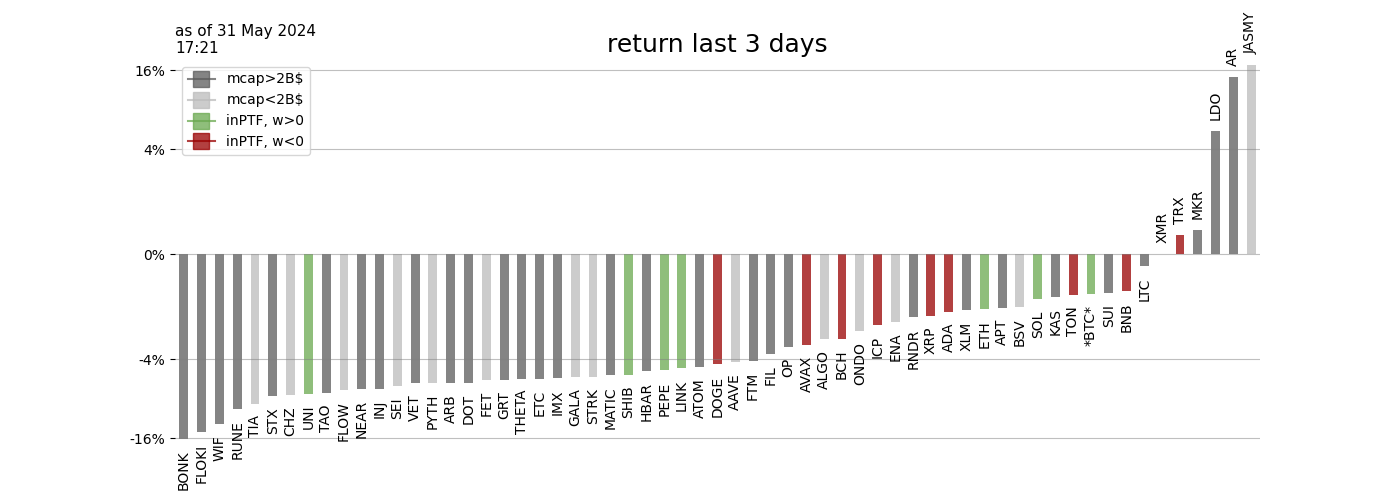 as of 31 May 2024
17:21
return last 3 days
16%
4%
0%
-4%
-16%
mcap>2B$
mcap<2B$
inPTF, w>0
inPTF, w<0
BONK
FLOKI
WIF
RUNE
TIA
STX
CHZ
UNI
TAO
FLOW
NEAR
INJ
SEI
VET
PYTH
ARB
DOT
FET
GRT
THETA
ETC
IMX
GALA
STRK
MATIC
SHIB
HBAR
PEPE
LINK
ATOM
DOGE
AAVE
FTM
FIL
OP
AVAX
ALGO
BCH
ONDO
ICP
ENA
RNDR
XRP
ADA
XLM
ETH
APT
BSV
SOL
KAS
TON
*BTC*
SUI
BNB
LTC
XMR
TRX
MKR
LDO
AR
JASMY